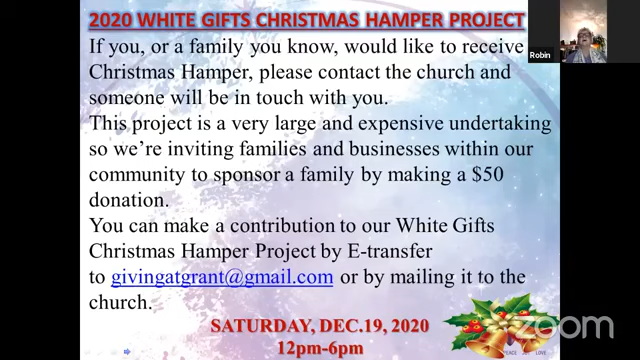 2020 WHITE GIFTS CHRISTMAS HAMPER PROJECT
If you, or a family you know, would like to receive
Christmas Hamper, please contact the church and
someone will be in touch with you.
This project is a very large and expensive undertaking
so we're inviting families and businesses within our
community to sponsor a family by making a $50
donation.
You can make a contribution to our White Gifts
Christmas Hamper Project by E-transfer
to givingatgrant@gmail.com or by mailing it to the
church.
SATURDAY, DEC.19, 2020
12pm-6pm
Robin
zoom
PEACE JOY LOVE